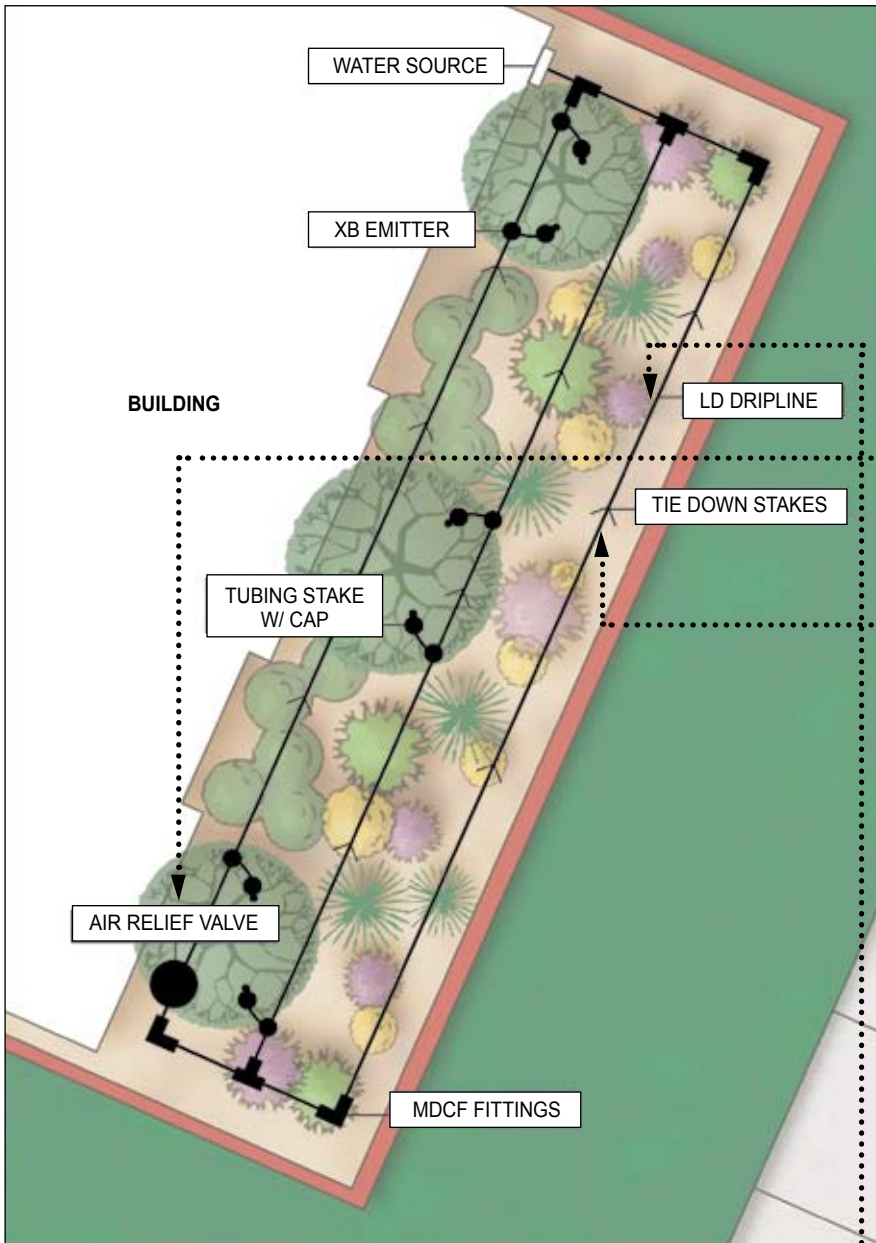 WATER SOURCE
XB EMITTER
BUILDING
LD DRIPLINE
TIE DOWN STAKES
TUBING STAKE
W/ CAP
AIR RELIEF VALVE
MDCF FITTINGS